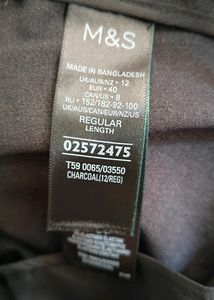 M&S
MADE IN BANGLADESH
UK/AUS/NZ • 12
EUR • 40
CAN/US • 8
RU • 152/182-92-100
UK/AUS/CAN/EUR/NZ/US
REGULAR
LENGTH
02572475
T59 0065/03550
CHARCOAL(12/REG)